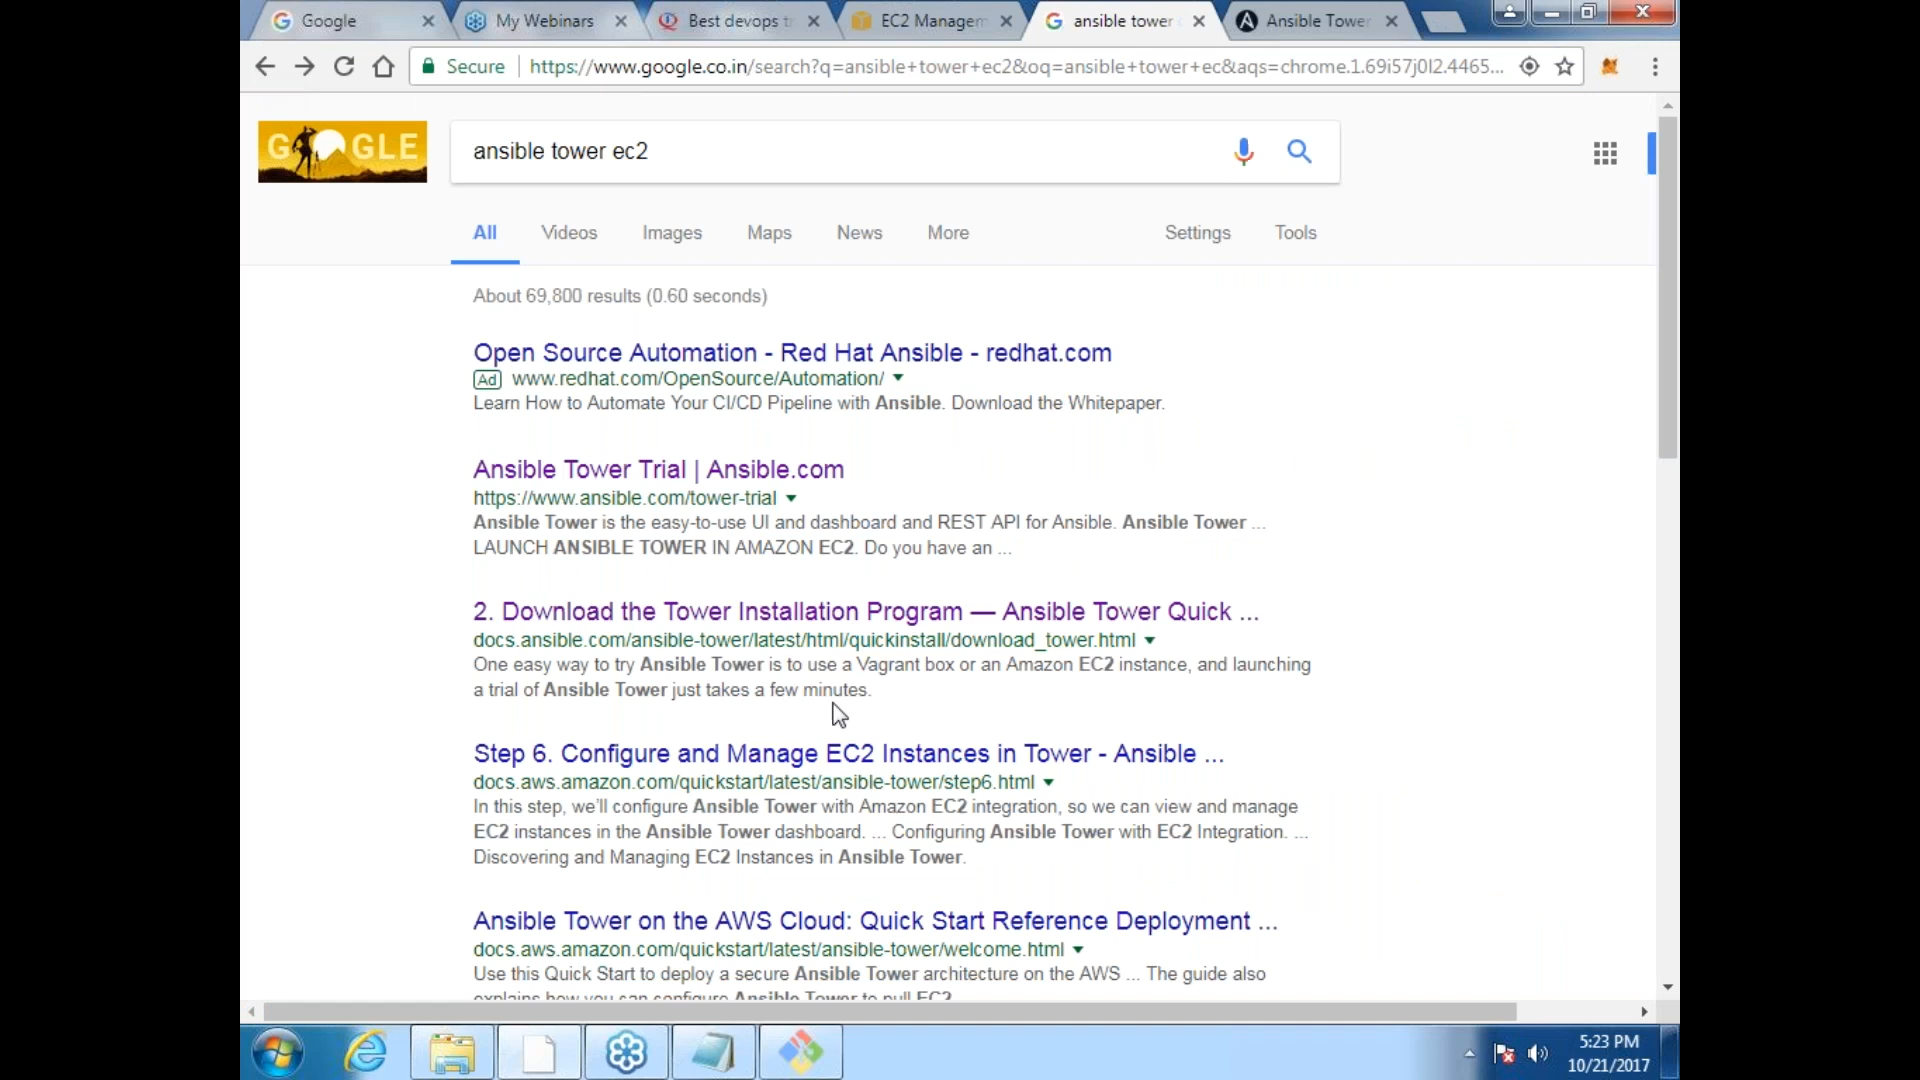 Google
My Webinars
Best devops t
EC2 Managem
ansible tower
Ansible Tower
Secure
https://www.google.co.in/search?q=ansible+tower+ec2&oq=ansible+tower+ec&aqs=chrome.1.69i57j0l2.4465...
GOOGLE
ansible tower ec2
All
Videos
Images
Maps
News
More
Settings
Tools
About 69,800 results (0.60 seconds)
Open Source Automation - Red Hat Ansible - redhat.com
Ad www.redhat.com/OpenSource/Automation/
Learn How to Automate Your CI/CD Pipeline with Ansible. Download the Whitepaper.
Ansible Tower Trial | Ansible.com
https://www.ansible.com/tower-trial
Ansible Tower is the easy-to-use UI and dashboard and REST API for Ansible. Ansible Tower ...
LAUNCH ANSIBLE TOWER IN AMAZON EC2. Do you have an ...
2. Download the Tower Installation Program — Ansible Tower Quick ...
docs.ansible.com/ansible-tower/latest/html/quickinstall/download_tower.html
One easy way to try Ansible Tower is to use a Vagrant box or an Amazon EC2 instance, and launching
a trial of Ansible Tower just takes a few minutes.
Step 6. Configure and Manage EC2 Instances in Tower - Ansible ...
docs.aws.amazon.com/quickstart/latest/ansible-tower/step6.html
In this step, we'll configure Ansible Tower with Amazon EC2 integration, so we can view and manage
EC2 instances in the Ansible Tower dashboard. ... Configuring Ansible Tower with EC2 Integration. ...
Discovering and Managing EC2 Instances in Ansible Tower.
Ansible Tower on the AWS Cloud: Quick Start Reference Deployment ...
docs.aws.amazon.com/quickstart/latest/ansible-tower/welcome.html
Use this Quick Start to deploy a secure Ansible Tower architecture on the AWS ... The guide also
explains how you can configure Ansible Tower to pull EC2
5:23 PM
10/21/2017